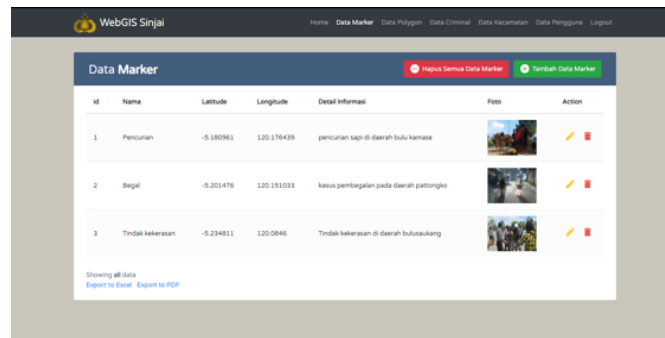 WebGIS Sinjai
Home Data Marker Data Polygon Data Criminal Data Kecamatan Data Pengguna Logout
Data Marker
Hapus Semua Data Marker Tambah Data Marker
id Nama Latitude Longitude Detail Informasi Foto Action
1 Pencurian -5.180961 120.176439 pencurian sapi di daerah bulu kamase
2 Begal -5.201476 120.151033 kasus pembegalan pada daerah pattongko
3 Tindak kekerasan -5.234811 120.0846 Tindak kekerasan di daerah bulusaukang
Showing all data
Export to Excel Export to PDF